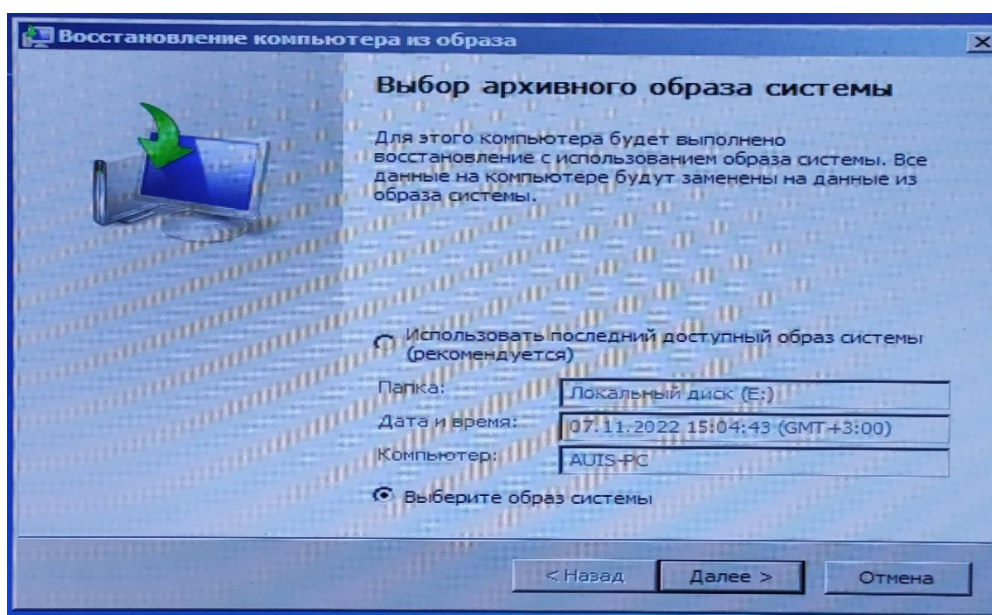 Восстановление компьютера из образа
Выбор архивного образа системы
Для этого компьютера будет выполнено
восстановление с использованием образа системы. Все
данные на компьютере будут заменены на данные из
образа системы.
Использовать последний доступный образ системы
(рекомендуется)
Папка: Локальный диск (E:)
Дата и время: 07.11.2022 15:04:43 (GMT+3:00)
Компьютер: AUIS-PC
Выберите образ системы
< Назад Далее > Отмена